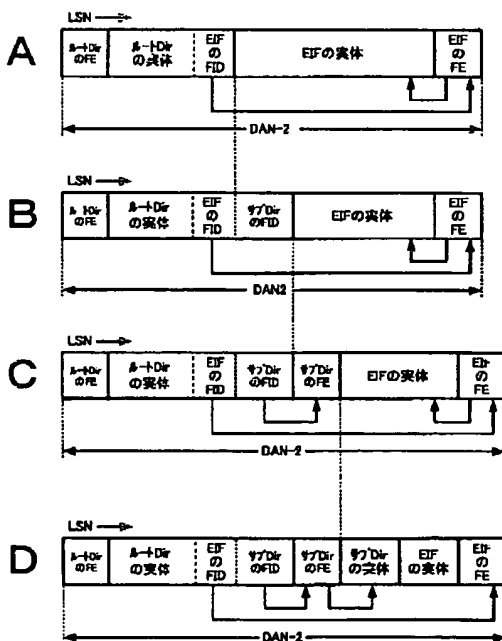 A
LSN
ルートDir
のFE
ルートDir
の実体
EIF
の
FID
EIFの実体
EIF
の
FE
DAN-2
B
LSN
ルートDir
のFE
ルートDir
の実体
EIF
の
FID
サブDir
のFID
EIFの実体
EIF
の
FE
DAN2
C
LSN
ルートDir
のFE
ルートDir
の実体
EIF
の
FID
サブDir
のFID
サブDir
のFE
EIFの実体
EIF
の
FE
DAN-2
D
LSN
ルートDir
のFE
ルートDir
の実体
EIF
の
FID
サブDir
のFID
サブDir
のFE
サブDir
の実体
EIF
の実体
EIF
の
FE
DAN-2